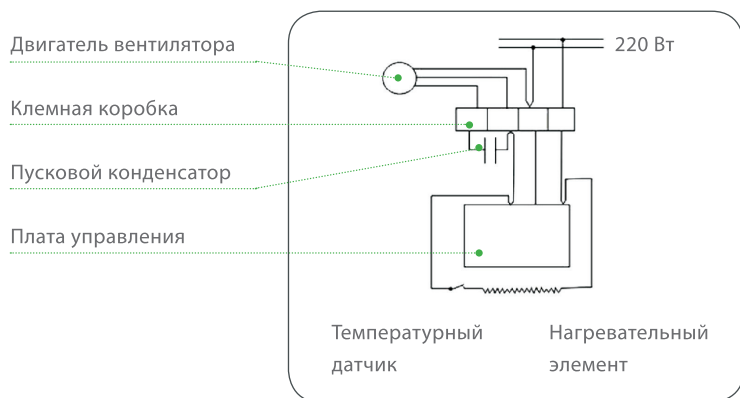 Двигатель вентилятора
220 Вт
Клемная коробка
Пусковой конденсатор
Плата управления
Температурный датчик
Нагревательный элемент